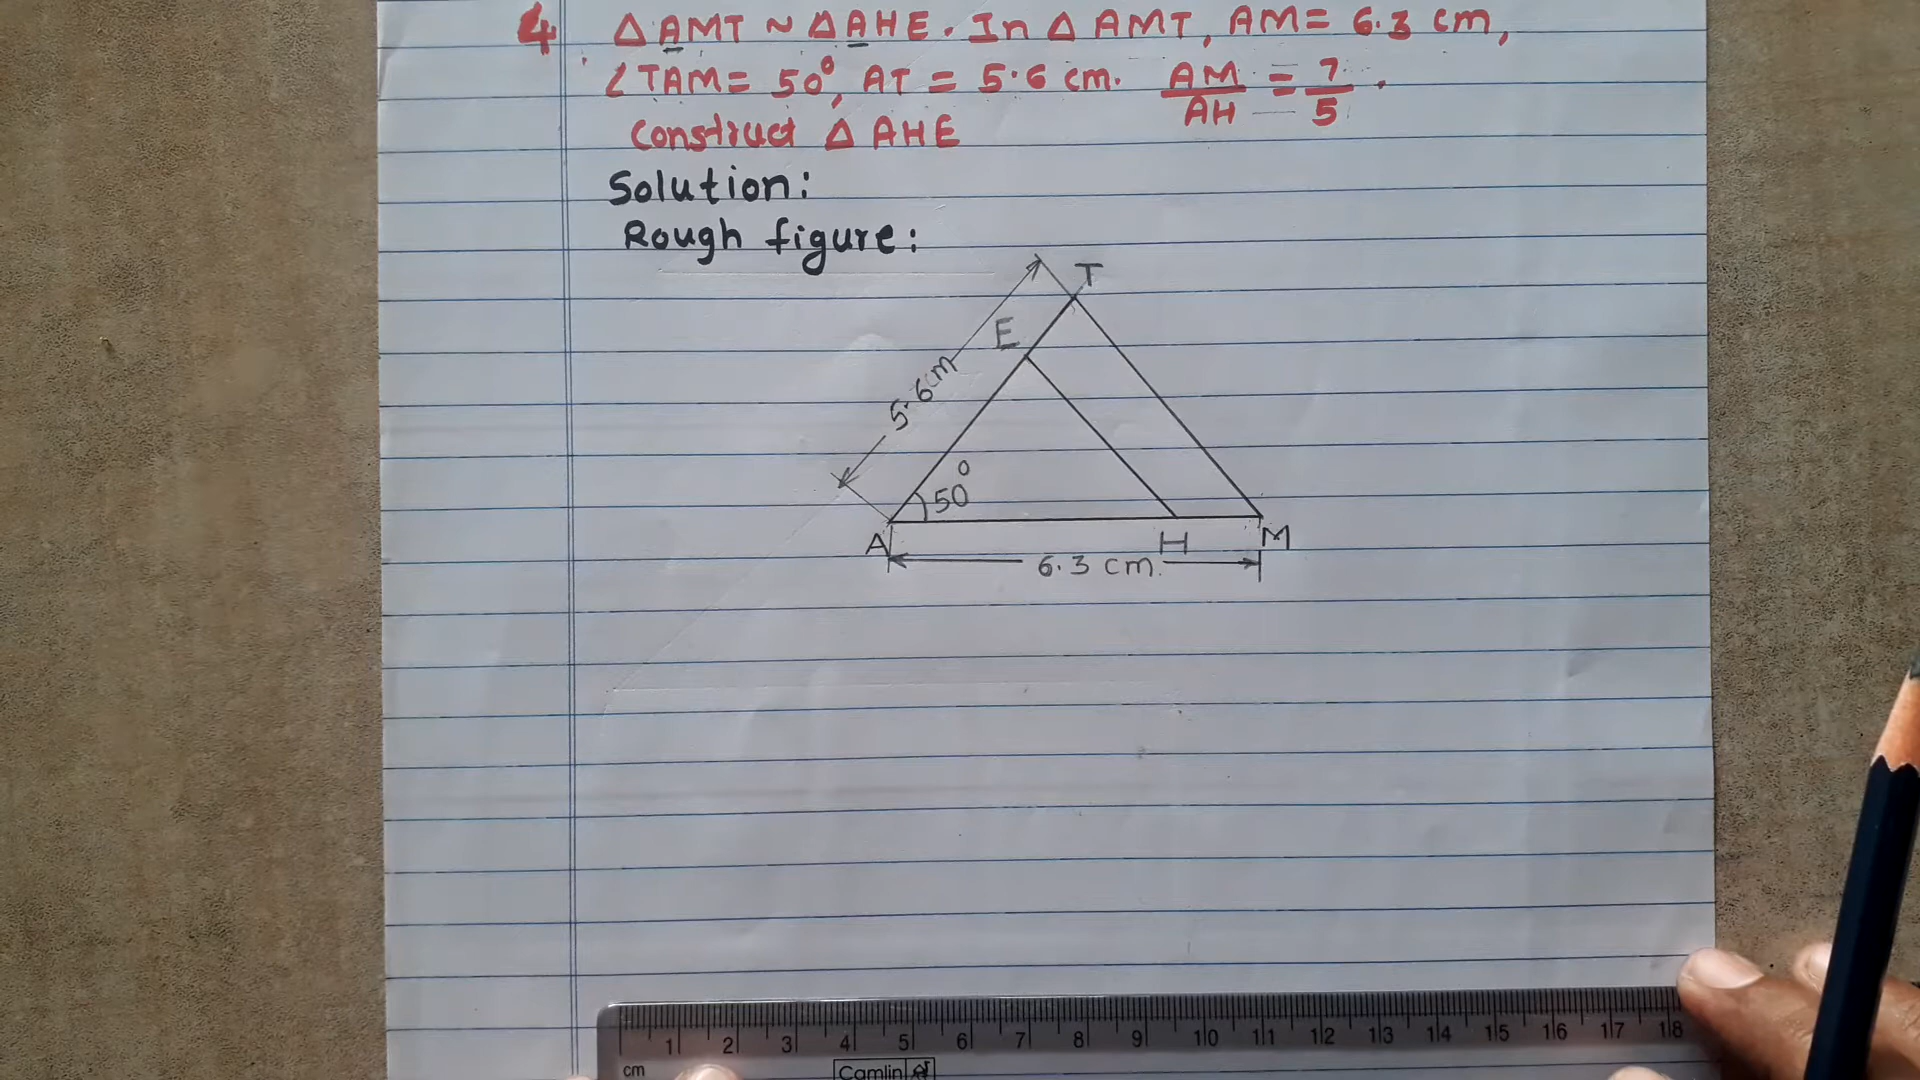 4. △AMT ~ △AHE. In △AMT, AM = 6.3 cm,
∠TAM = 50°, AT = 5.6 cm. AM/AH = 7/5.
Construct △AHE
Solution:
Rough figure:
T
E
5.6cm
50°
A H M
6.3 cm.
1 2 3 4 5 6 7 8 9 10 11 12 13 14 15 16 17 18
cm Camlin